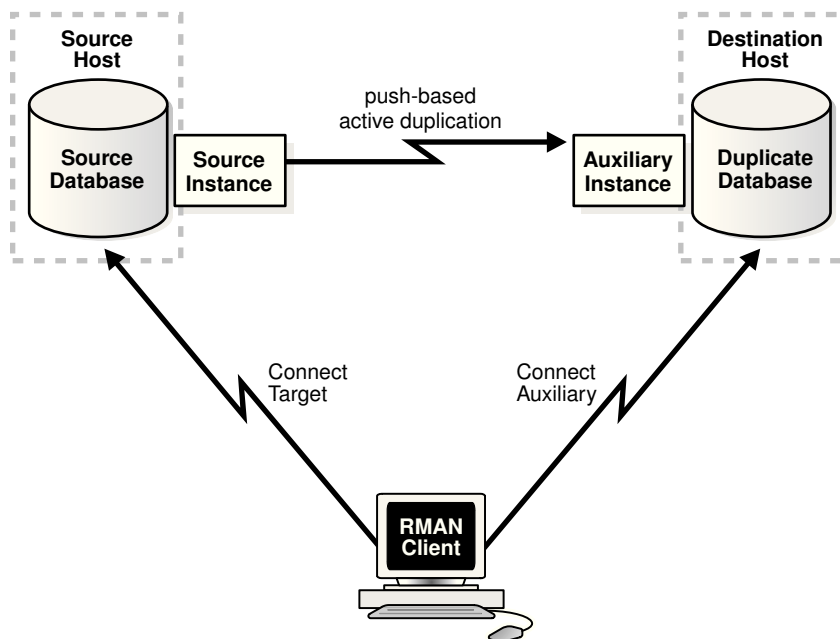 Source
Host
Destination
Host
push-based
active duplication
Source
Database
Source
Instance
Auxiliary
Instance
Duplicate
Database
Connect
Target
Connect
Auxiliary
RMAN
Client